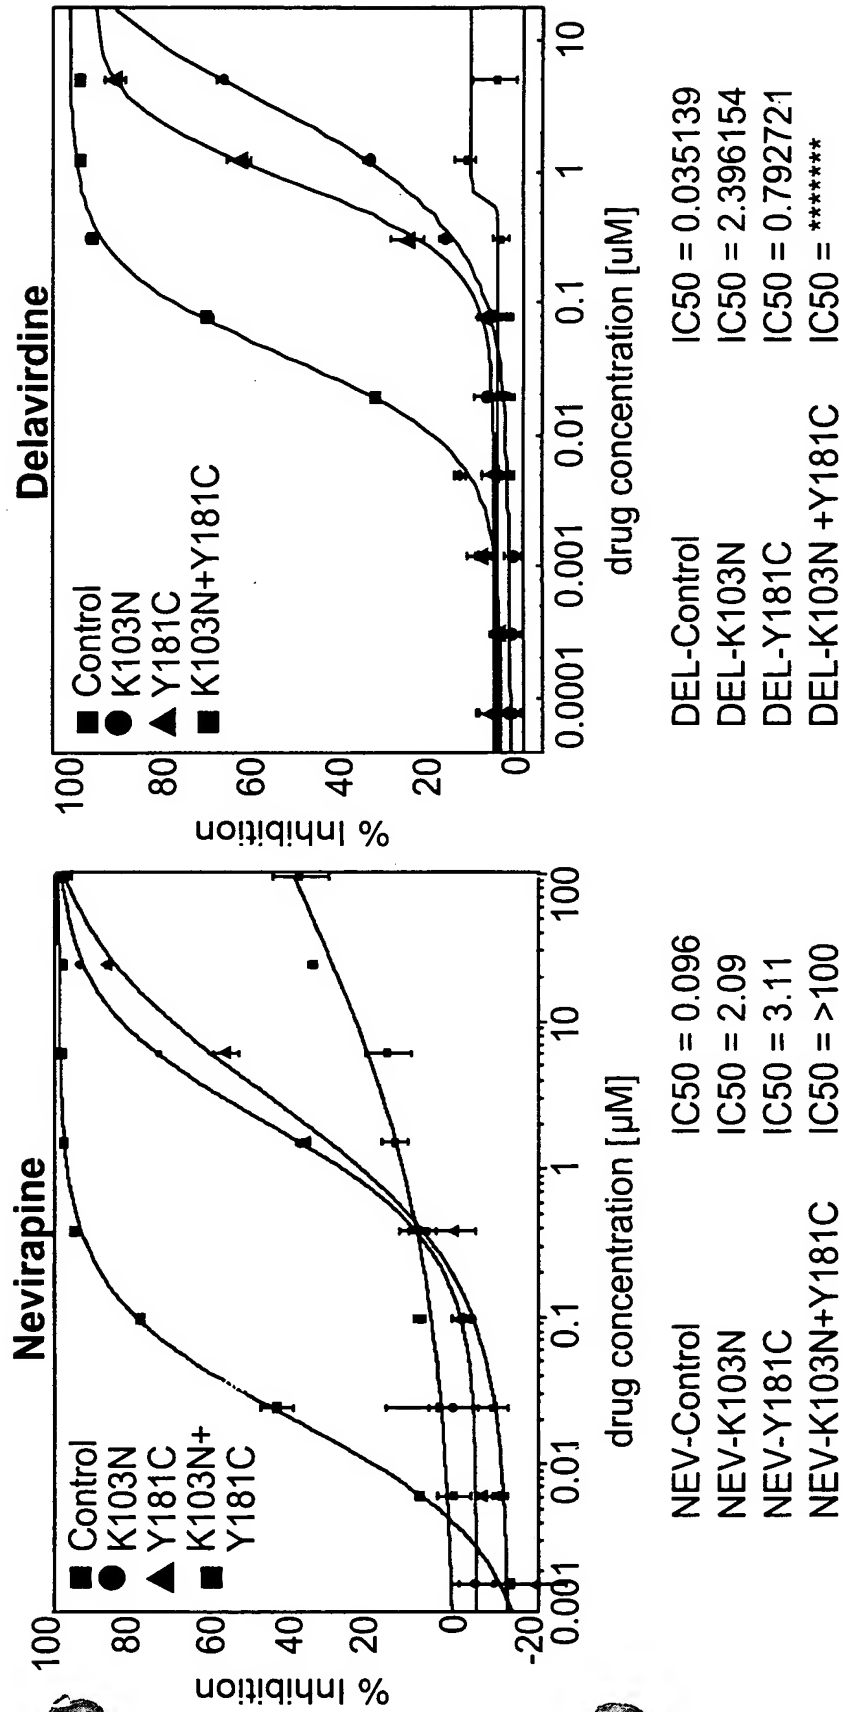 Nevirapine
% Inhibition
100
80
60
40
20
0
-20
■ Control
● K103N
▲ Y181C
■ K103N+
Y181C
0.001
0.01
0.1
1
10
100
drug concentration [µM]
NEV-Control IC50 = 0.096
NEV-K103N IC50 = 2.09
NEV-Y181C IC50 = 3.11
NEV-K103N+Y181C IC50 = >100
Delavirdine
% Inhibition
100
80
60
40
20
0
■ Control
● K103N
▲ Y181C
■ K103N+Y181C
0.0001
0.001
0.01
0.1
1
10
drug concentration [uM]
DEL-Control IC50 = 0.035139
DEL-K103N IC50 = 2.396154
DEL-Y181C IC50 = 0.792721
DEL-K103N +Y181C IC50 = *******